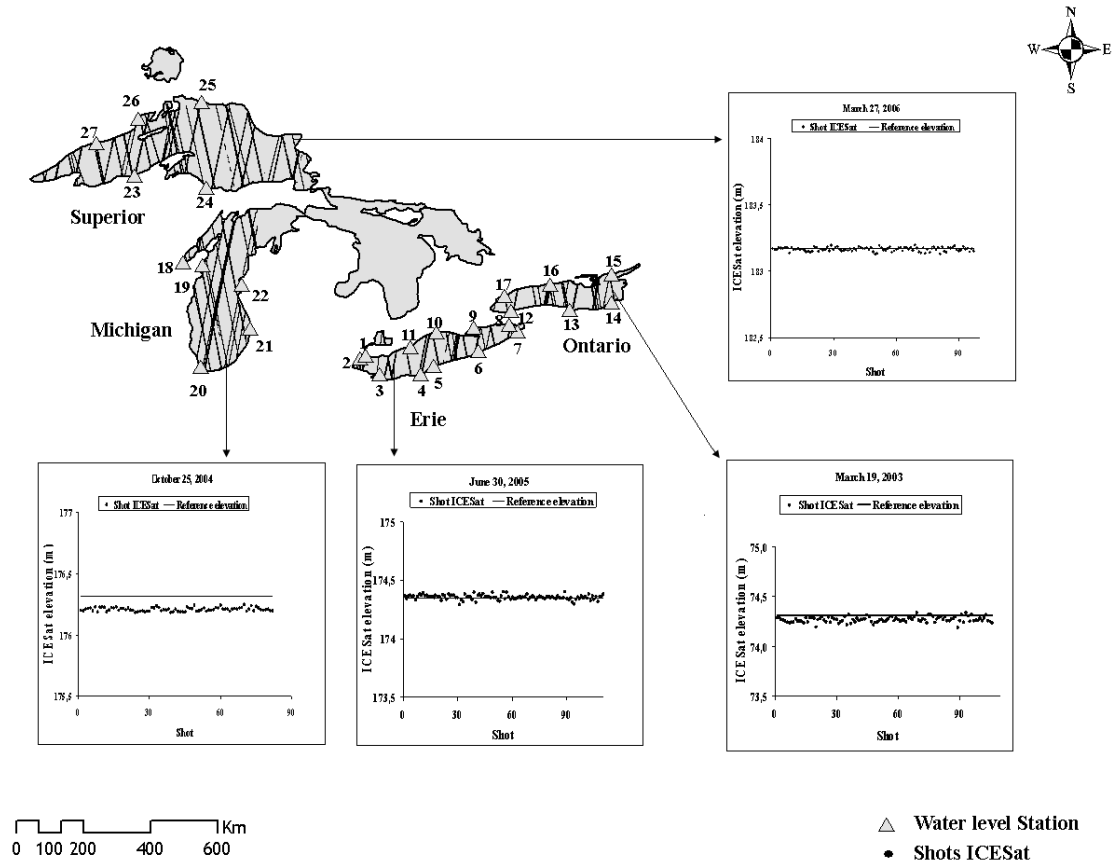 N
W E
S
25
26
27
23
24
Superior
March 27, 2006
Shot ICESat Reference elevation
ICESat elevation (m)
184
183,5
183
182,5
0 30 60 90
Shot
18
19
22
21
20
Michigan
15
16
17
14
13
12
8
7
9
10
11
6
5
4
3
2
1
Ontario
Erie
October 25, 2004
Shot ICESat Reference elevation
ICESat elevation (m)
177
176,5
176
175,5
0 30 60 90
Shot
June 30, 2005
Shot ICESat Reference elevation
ICESat elevation (m)
175
174,5
174
173,5
0 30 60 90
Shot
March 19, 2003
Shot ICESat Reference elevation
ICESat elevation (m)
75,0
74,5
74,0
73,5
0 30 60 90
Shot
0 100 200 400 600 Km
Water level Station
Shots ICESat